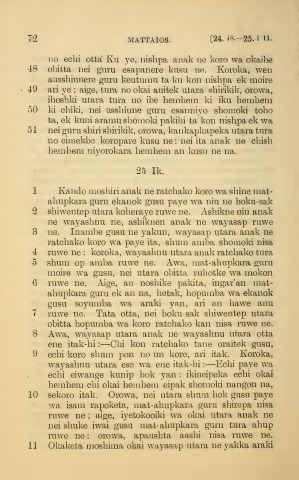 72 MATTAIOS. [24. 48.—25. 11.
no echi otta Ku ye, nishpa anak ne koro wa okaibe
48 obitta nei guru esapanere kusu ne. Koroka, wen
ausshiunere guru keutumu ta ku kon nishpa ek moire
49 ari ye; aige, tura no okai auitek utara shirikik, orowa,
iboshki utara tura no ibe hembem ki iku hembem
50 ki chiki, nei usshiune guru esanniyo shomoki toho
ta, ek kuni aramu shomoki pakihi ta kon nishpa ek wa
51 nei guru shiri shirikik, orowa, kankapkapeka utara tura
no einekbe koropare kusu ne: nei ita anak ne chish
hembem niyorokam hembem an kusu ne na.
25 Ik.
1 Kando moshiri anak ne ratchako koro wa shine mat-
ahupkara guru ekanok gusu paye wa niu ne hoku-sak
2 shiwentep utara koheraye ruwe ne. Ashikne niu anak
ne wayashnu ne, ashiknen anak ne wayasap ruwe
3 ne. Inambe gusu ne yakun, wayasap utara anak ne
ratchako koro wa paye ita, shum amba shomoki nisa
4 ruwe ne: koroka, wayashnu utara anak ratchako tura
5 shum op amba ruwe ne. Awa, mat-ahupkara guru
moire wa gusu, nei utara obitta ruhotke wa mokon
6 ruwe ne. Aige, an noshike pakita, ingar'an mat-
ahupkara guru ek an na, hetak, hopumba wa ekanok
gusu soyumba wa araki yan, ari an hawe anu
7 ruwe ne. Tata otta, nei hoku-sak shiwentep utara
obitta hopumba wa koro ratchako kan nisa ruwe ne.
8 Awa, wayasap utara anak ne wayashnu utara otta
ene itak-hi:—Chi kon ratchako tane oraitek gusu,
9 echi koro shum pon no un kore, ari itak. Koroka,
wayashnu utara ese wa ene itak-hi:—Echi paye wa
echi eiwange kunip hok yan: ikineipeka echi okai
hembem chi okai hembem eipak shomoki nangon na,
10 sekoro itak. Orowa, nei utara shum hok gusu paye
wa isam rapoketa, mat-ahupkara guru shirepa nisa
ruwe ne; aige, iyetokooiki wa okai utara anak ne
nei shuke iwai gusu mat-ahupkara guru tura ahup
ruwe ne: orowa, apaushta aashi nisa ruwe ne.
11 Okaketa moshima okai wayasap utara ne yakka araki